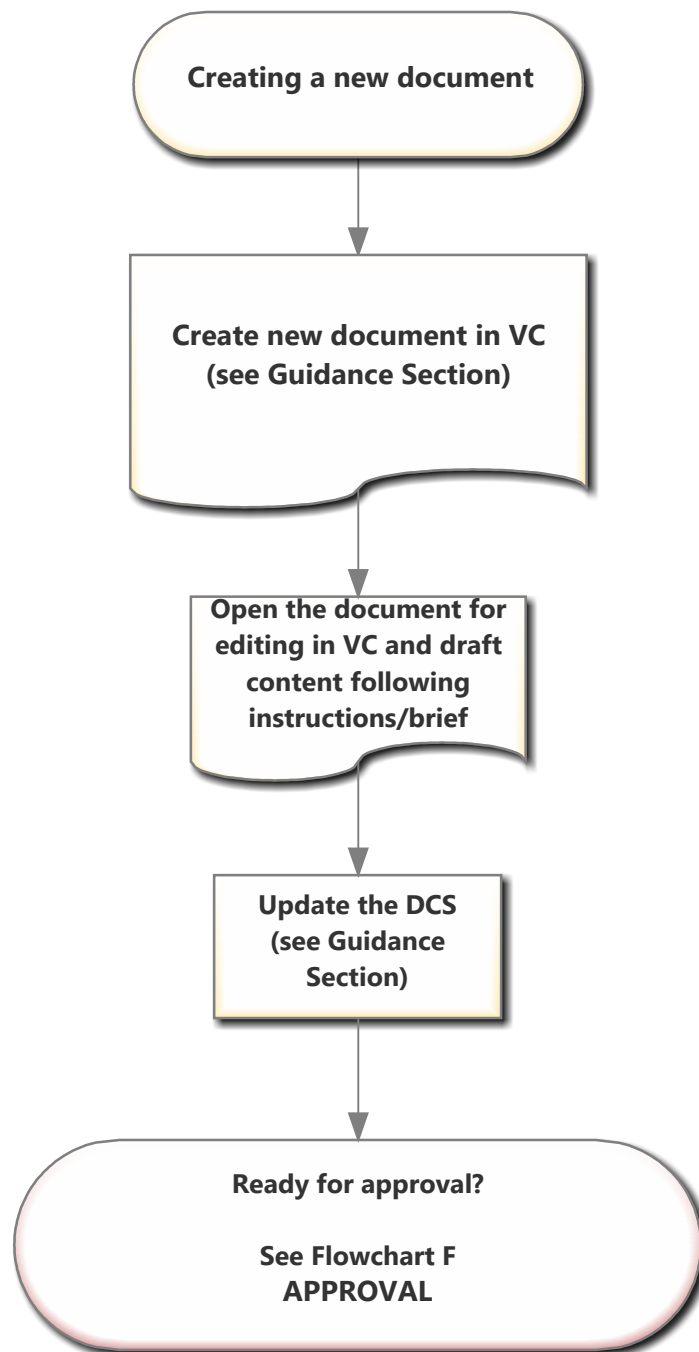 Creating a new document
Create new document in VC
(see Guidance Section)
Open the document for
editing in VC and draft
content following
instructions/brief
Update the DCS
(see Guidance
Section)
Ready for approval?
See Flowchart F
APPROVAL